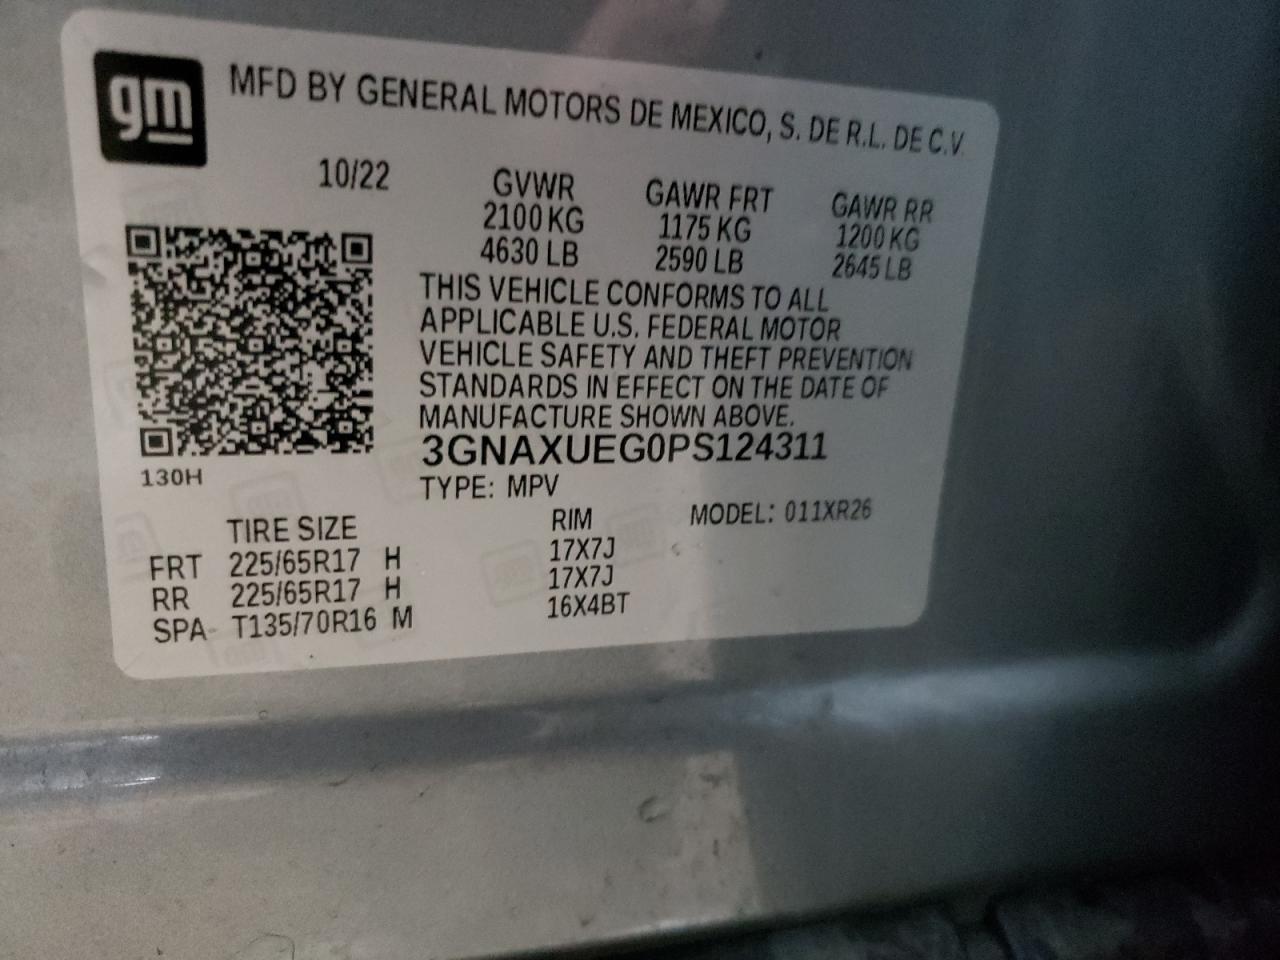 gm MFD BY GENERAL MOTORS DE MEXICO, S. DE R.L. DE C.V.
10/22 GVWR GAWR FRT GAWR RR
2100 KG 1175 KG 1200 KG
4630 LB 2590 LB 2645 LB
THIS VEHICLE CONFORMS TO ALL
APPLICABLE U.S. FEDERAL MOTOR
VEHICLE SAFETY AND THEFT PREVENTION
STANDARDS IN EFFECT ON THE DATE OF
MANUFACTURE SHOWN ABOVE.
3GNAXUEG0PS124311
130H
TYPE: MPV MODEL: 011XR26
TIRE SIZE RIM
FRT 225/65R17 H 17X7J
RR 225/65R17 H 17X7J
SPA T135/70R16 M 16X4BT